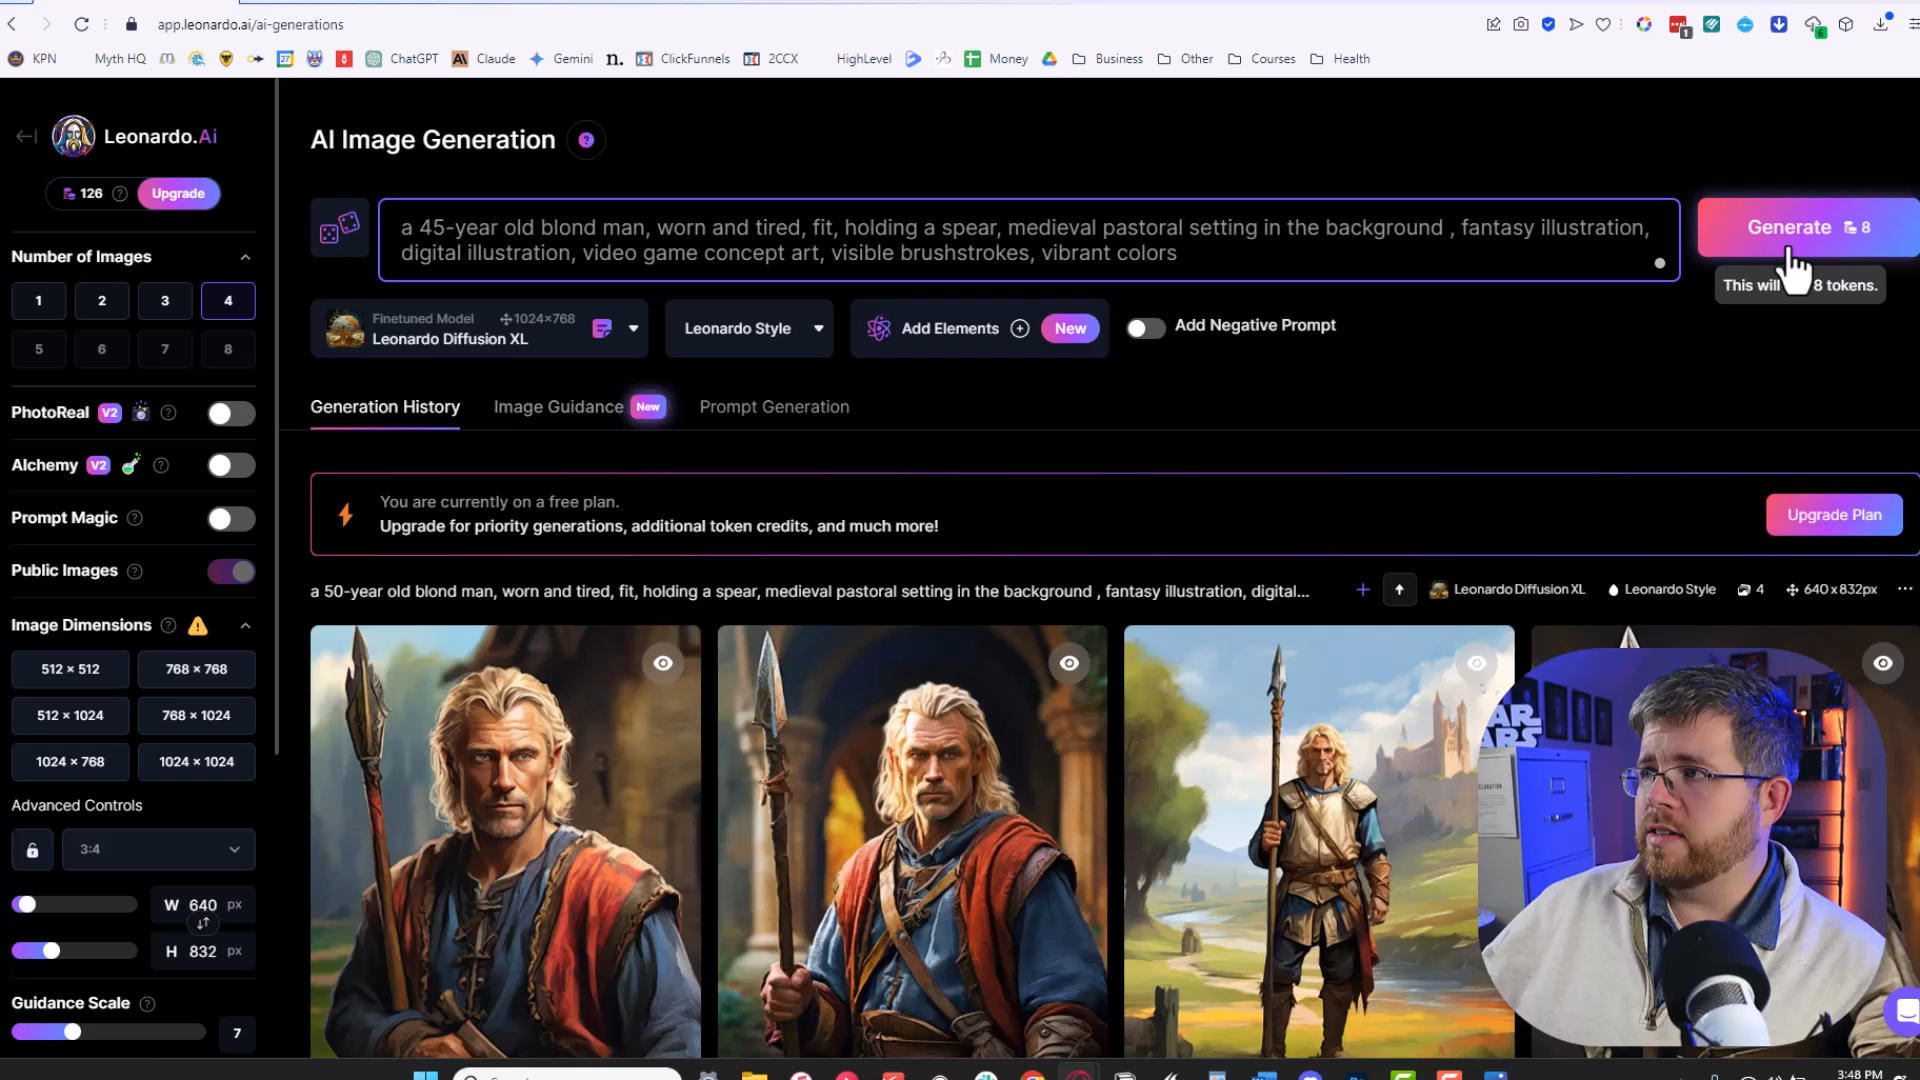 app.leonardo.ai/ai-generations
1
6
KPN
Myth HQ
27
ChatGPT
Claude
Gemini
n.
ClickFunnels
2CCX
HighLevel
Money
Business
Other
Courses
Health
Leonardo.Ai
126
Upgrade
Number of Images
1
2
3
4
5
6
7
8
PhotoReal V2
Alchemy V2
Prompt Magic
Public Images
Image Dimensions
512 × 512
768 × 768
512 × 1024
768 × 1024
1024 × 768
1024 × 1024
Advanced Controls
3:4
W 640 px
H 832 px
Guidance Scale
7
AI Image Generation
a 45-year old blond man, worn and tired, fit, holding a spear, medieval pastoral setting in the background , fantasy illustration,
digital illustration, video game concept art, visible brushstrokes, vibrant colors
Generate 8
This will 8 tokens.
Finetuned Model 1024×768
Leonardo Diffusion XL
Leonardo Style
Add Elements New
Add Negative Prompt
Generation History
Image Guidance New
Prompt Generation
You are currently on a free plan.
Upgrade for priority generations, additional token credits, and much more!
Upgrade Plan
a 50-year old blond man, worn and tired, fit, holding a spear, medieval pastoral setting in the background , fantasy illustration, digital...
Leonardo Diffusion XL
Leonardo Style
4
640 x 832px
AR
WARS
3:48 PM